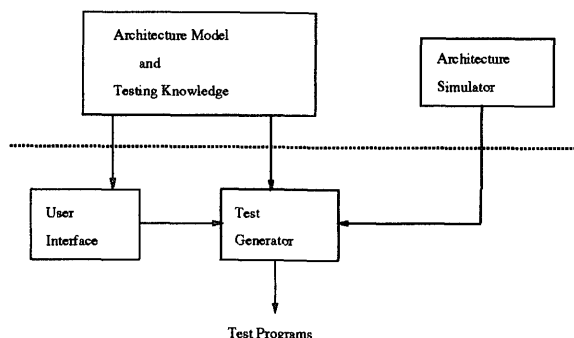 Architecture Model
and
Testing Knowledge
Architecture
Simulator
User
Interface
Test
Generator
Test Programs